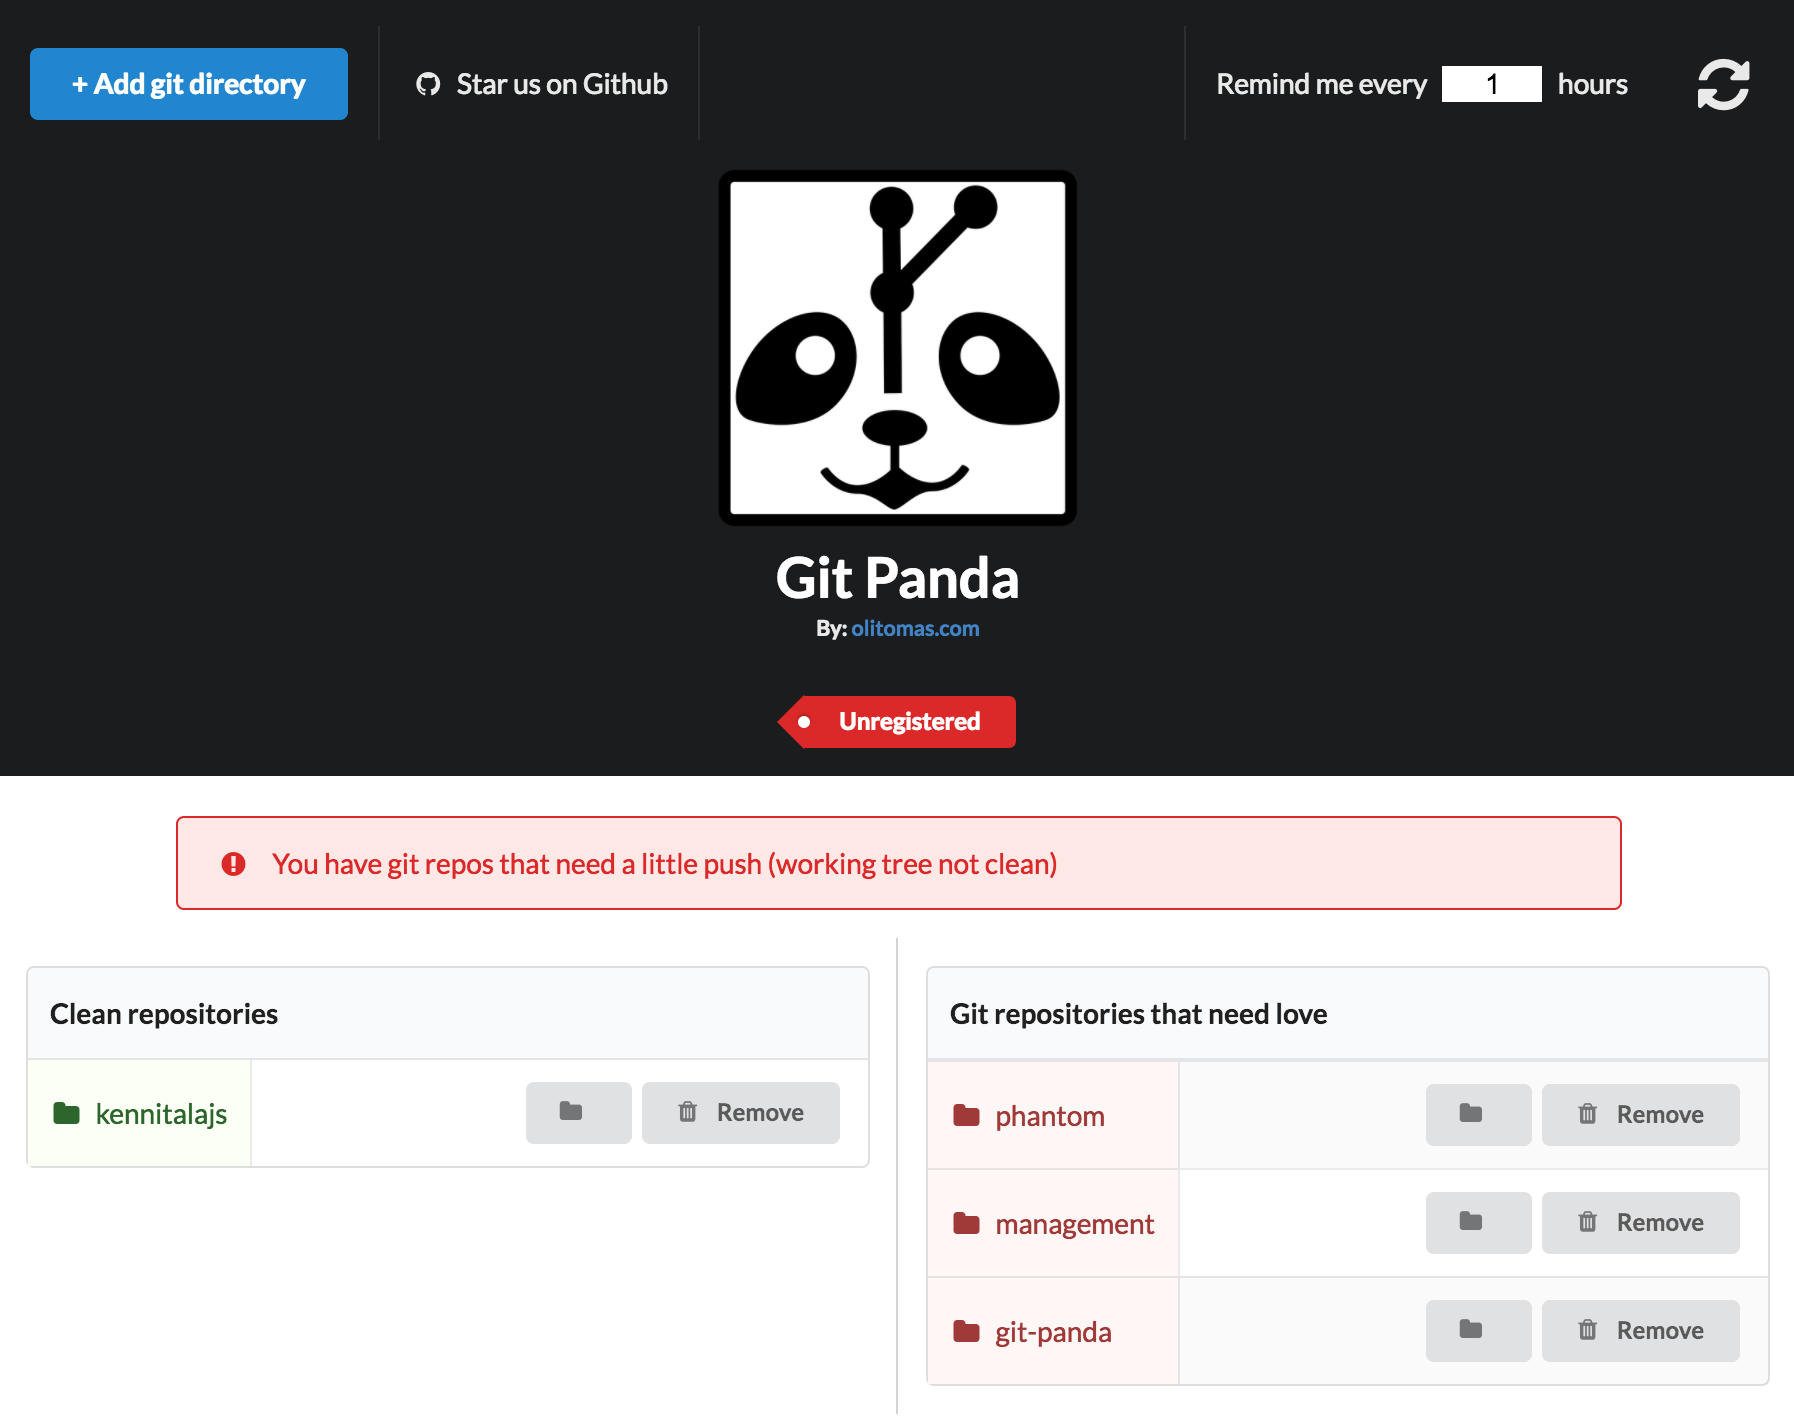 + Add git directory
Star us on Github
Remind me every 1 hours
Git Panda
By: olitomas.com
Unregistered
You have git repos that need a little push (working tree not clean)
Clean repositories
kennitalajs
Remove
Git repositories that need love
phantom
Remove
management
Remove
git-panda
Remove